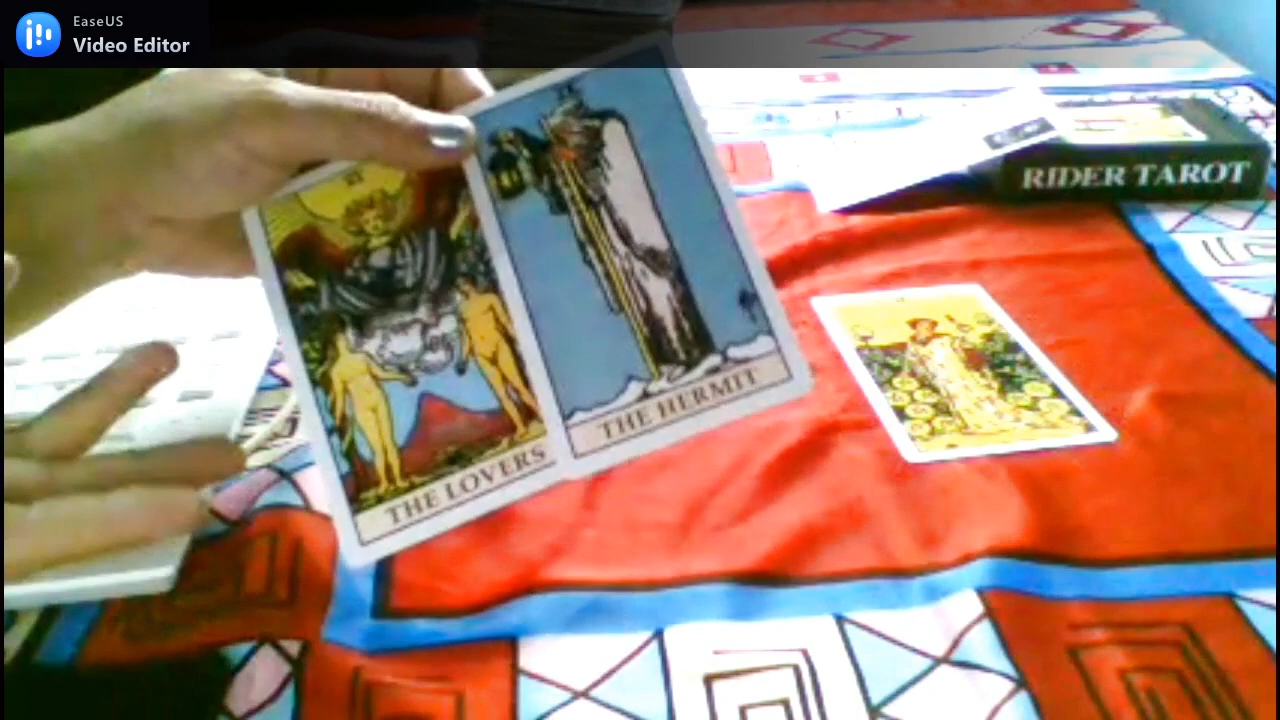 EaseUS
Video Editor
RIDER TAROT
THE LOVERS
THE HERMIT